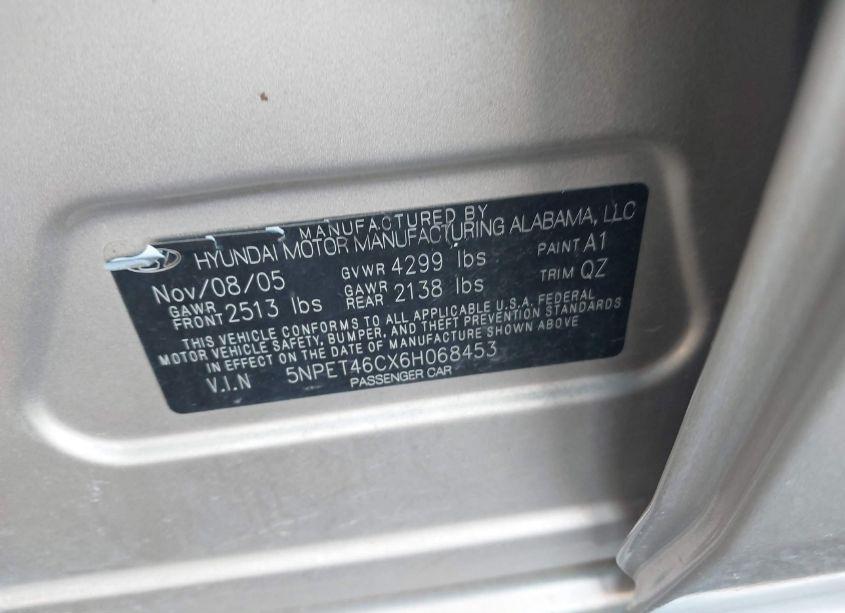 MANUFACTURED BY
HYUNDAI MOTOR MANUFACTURING ALABAMA, LLC
Nov/08/05 GVWR 4299 lbs PAINT A1
GAWR FRONT 2513 lbs GAWR REAR 2138 lbs TRIM QZ
THIS VEHICLE CONFORMS TO ALL APPLICABLE U.S.A. FEDERAL
MOTOR VEHICLE SAFETY, BUMPER, AND THEFT PREVENTION STANDARDS
IN EFFECT ON THE DATE OF MANUFACTURE SHOWN ABOVE
V.I.N 5NPET46CX6H068453
PASSENGER CAR